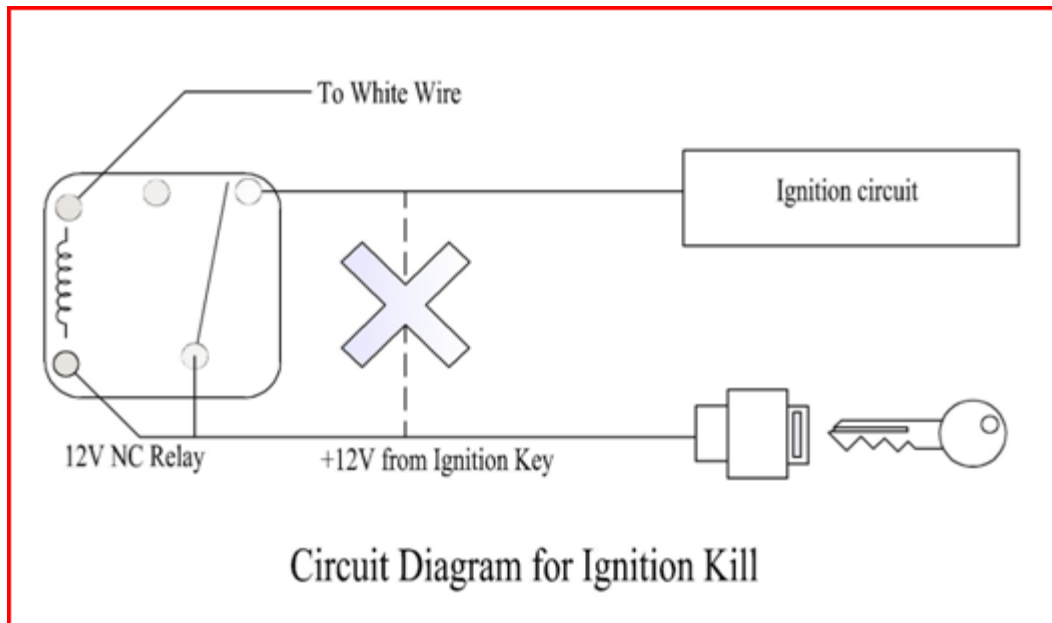 To White Wire
Ignition circuit
12V NC Relay
+12V from Ignition Key
Circuit Diagram for Ignition Kill